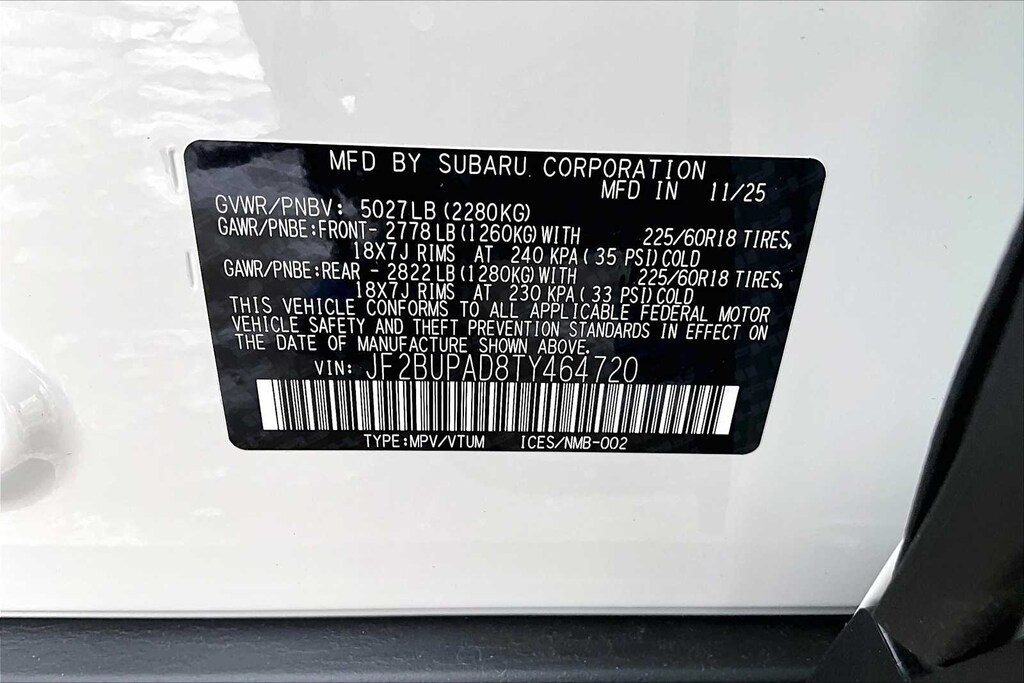 MFD BY SUBARU CORPORATION
MFD IN 11/25
GVWR/PNBV: 5027LB(2280KG)
GAWR/PNBE:FRONT- 2778LB(1260KG)WITH 225/60R18 TIRES,
18X7J RIMS AT 240 KPA( 35 PSI)COLD
GAWR/PNBE:REAR - 2822LB(1280KG)WITH 225/60R18 TIRES,
18X7J RIMS AT 230 KPA( 33 PSI)COLD
THIS VEHICLE CONFORMS TO ALL APPLICABLE FEDERAL MOTOR
VEHICLE SAFETY AND THEFT PREVENTION STANDARDS IN EFFECT ON
THE DATE OF MANUFACTURE SHOWN ABOVE.
VIN: JF2BUPAD8TY464720
TYPE:MPV/VTUM ICES/NMB-002